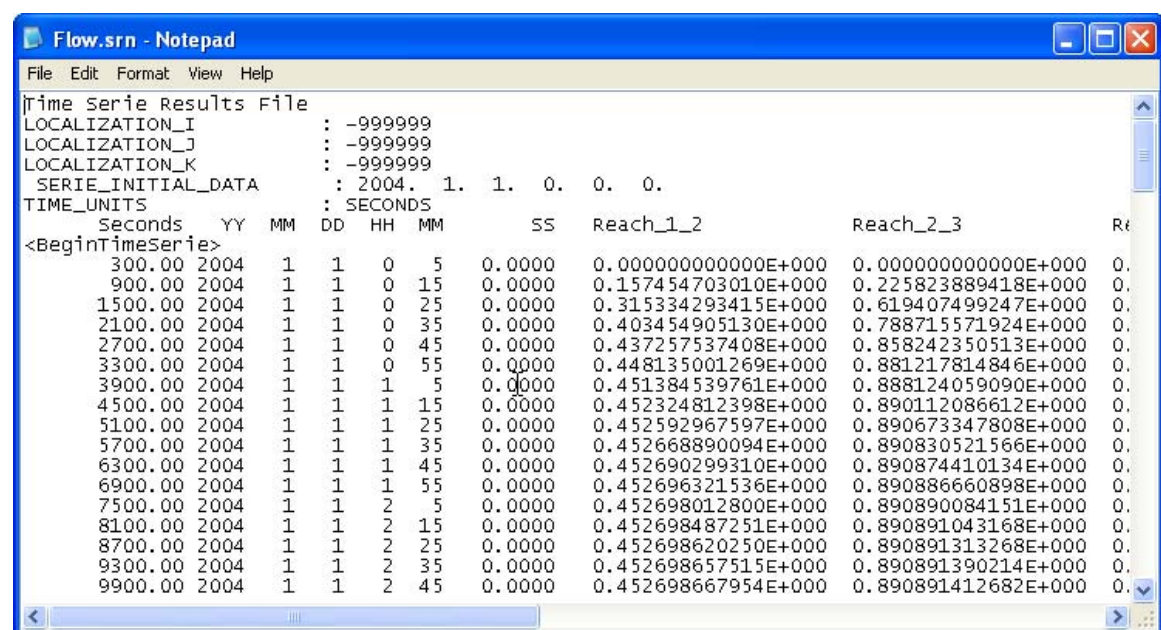 Flow.srn - Notepad
File Edit Format View Help
Time Serie Results File
LOCALIZATION_I : -999999
LOCALIZATION_J : -999999
LOCALIZATION_K : -999999
SERIE_INITIAL_DATA : 2004. 1. 1. 0. 0. 0.
TIME_UNITS : SECONDS
Seconds YY MM DD HH MM SS Reach_1_2 Reach_2_3
<BeginTimeSerie>
300.00 2004 1 1 0 5 0.0000 0.000000000000E+000 0.000000000000E+000 0.
900.00 2004 1 1 0 15 0.0000 0.157454703010E+000 0.225823889418E+000 0.
1500.00 2004 1 1 0 25 0.0000 0.315334293415E+000 0.619407499247E+000 0.
2100.00 2004 1 1 0 35 0.0000 0.403454905130E+000 0.788715571924E+000 0.
2700.00 2004 1 1 0 45 0.0000 0.437257537408E+000 0.858242350513E+000 0.
3300.00 2004 1 1 0 55 0.0000 0.448135001269E+000 0.881217814846E+000 0.
3900.00 2004 1 1 1 5 0.0000 0.451384539761E+000 0.888124059090E+000 0.
4500.00 2004 1 1 1 15 0.0000 0.452324812398E+000 0.890112086612E+000 0.
5100.00 2004 1 1 1 25 0.0000 0.452592967597E+000 0.890673347808E+000 0.
5700.00 2004 1 1 1 35 0.0000 0.452668890094E+000 0.890830521566E+000 0.
6300.00 2004 1 1 1 45 0.0000 0.452690299310E+000 0.890874410134E+000 0.
6900.00 2004 1 1 1 55 0.0000 0.452696321536E+000 0.890886660898E+000 0.
7500.00 2004 1 1 2 5 0.0000 0.452698012800E+000 0.890890084151E+000 0.
8100.00 2004 1 1 2 15 0.0000 0.452698487251E+000 0.890891043168E+000 0.
8700.00 2004 1 1 2 25 0.0000 0.452698620250E+000 0.890891313268E+000 0.
9300.00 2004 1 1 2 35 0.0000 0.452698657515E+000 0.890891390214E+000 0.
9900.00 2004 1 1 2 45 0.0000 0.452698667954E+000 0.890891412682E+000 0.